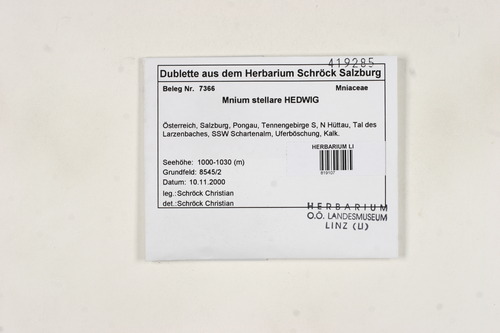 419285
Dublette aus dem Herbarium Schröck Salzburg
Beleg Nr. 7366 Mniaceae
Mnium stellare HEDWIG
Österreich, Salzburg, Pongau, Tennengebirge S, N Hüttau, Tal des
Larzenbaches, SSW Schartenalm, Uferböschung, Kalk.
HERBARIUM LI
Seehöhe: 1000-1030 (m)
Grundfeld: 8545/2
Datum: 10.11.2000
leg.:Schröck Christian
det.:Schröck Christian
HERBARIUM
O.Ö. LANDESMUSEUM
LINZ (LI)